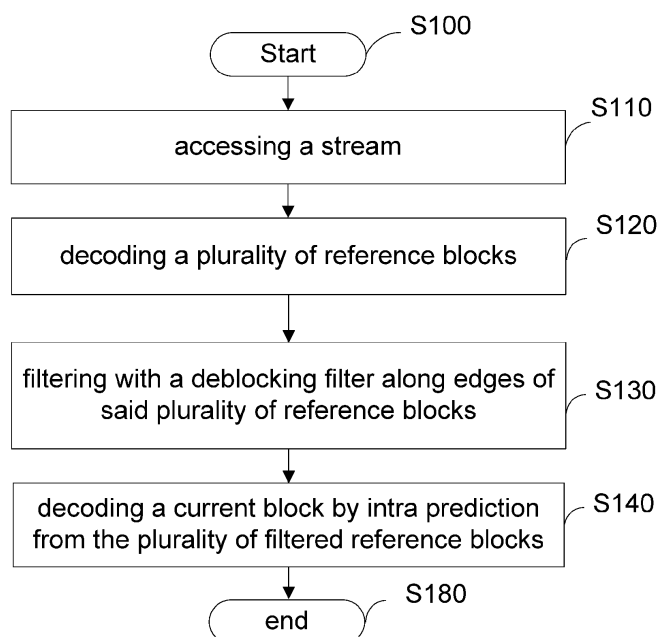 S100
Start
S110
accessing a stream
S120
decoding a plurality of reference blocks
filtering with a deblocking filter along edges of
said plurality of reference blocks
S130
decoding a current block by intra prediction
from the plurality of filtered reference blocks
S140
S180
end